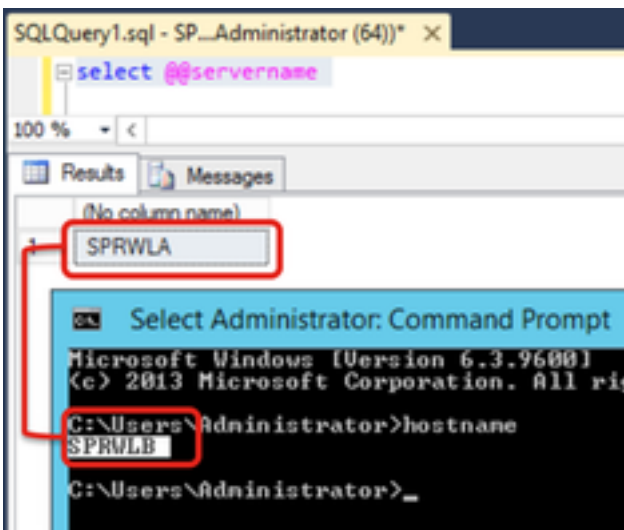 SQLQuery1.sql - SP...Administrator (64))* ×
select @@servername
100 %
Results Messages
(No column name)
1 SPRWLA
Select Administrator: Command Prompt
Microsoft Windows [Version 6.3.9600]
(c) 2013 Microsoft Corporation. All rig
C:\Users\Administrator>hostname
SPRWLB
C:\Users\Administrator>_